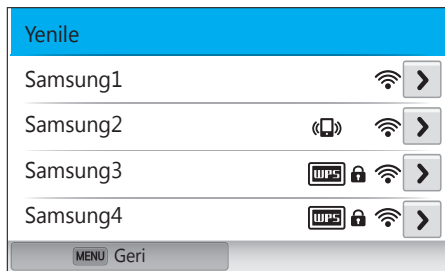 Yenile
Samsung1
Samsung2
Samsung3 WPS
Samsung4 WPS
MENU Geri